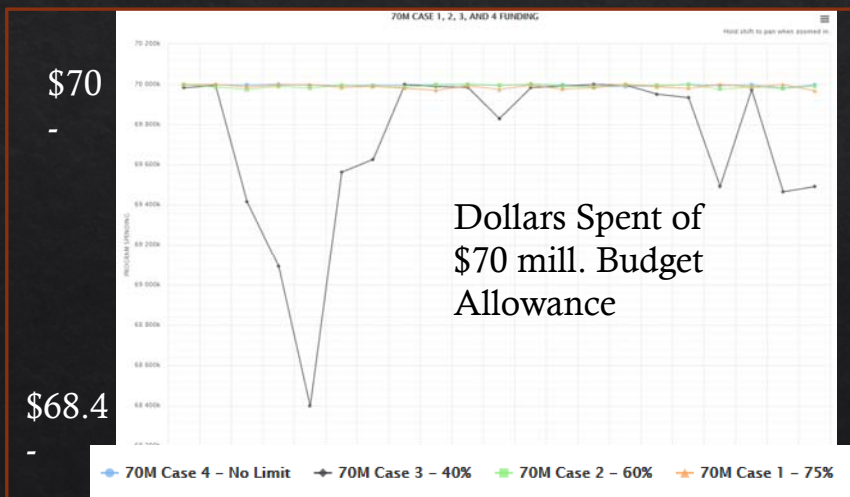 70M CASE 1, 2, 3, AND 4 FUNDING
Hold shift to pan when zoomed in.
70 200k
$70
-
70 000k
69 800k
69 600k
69 400k
Dollars Spent of
$70 mill. Budget
Allowance
PROGRAM SPENDING
69 200k
69 000k
68 800k
68 600k
$68.4
-
68 400k
68 200k
70M Case 4 – No Limit 70M Case 3 – 40% 70M Case 2 – 60% 70M Case 1 – 75%